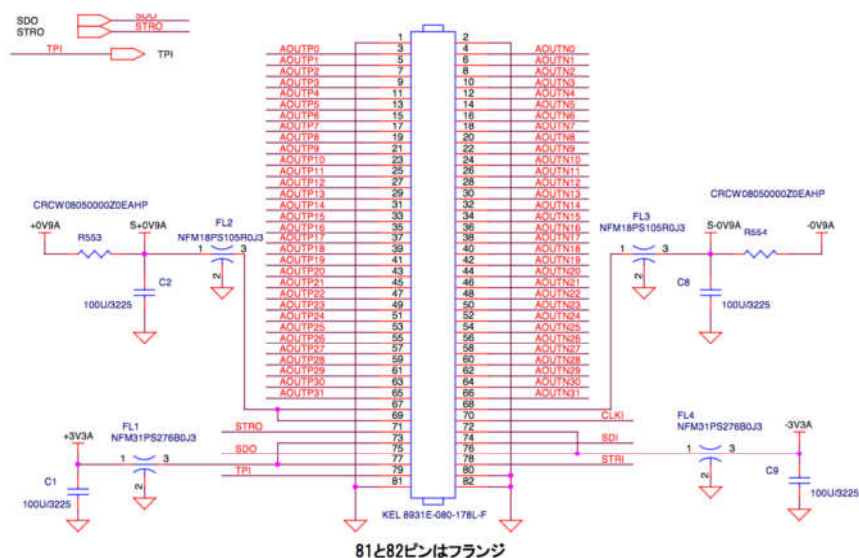 SDO
SDO
STRO
STRO
TPI
TPI
1 2
AOUTP0 3 4 AOUTN0
AOUTP1 5 6 AOUTN1
AOUTP2 7 8 AOUTN2
AOUTP3 9 10 AOUTN3
AOUTP4 11 12 AOUTN4
AOUTP5 13 14 AOUTN5
AOUTP6 15 16 AOUTN6
AOUTP7 17 18 AOUTN7
AOUTP8 19 20 AOUTN8
AOUTP9 21 22 AOUTN9
AOUTP10 23 24 AOUTN10
AOUTP11 25 26 AOUTN11
AOUTP12 27 28 AOUTN12
AOUTP13 29 30 AOUTN13
AOUTP14 31 32 AOUTN14
AOUTP15 33 34 AOUTN15
AOUTP16 35 36 AOUTN16
AOUTP17 37 38 AOUTN17
AOUTP18 39 40 AOUTN18
AOUTP19 41 42 AOUTN19
AOUTP20 43 44 AOUTN20
AOUTP21 45 46 AOUTN21
AOUTP22 47 48 AOUTN22
AOUTP23 49 50 AOUTN23
AOUTP24 51 52 AOUTN24
AOUTP25 53 54 AOUTN25
AOUTP26 55 56 AOUTN26
AOUTP27 57 58 AOUTN27
AOUTP28 59 60 AOUTN28
AOUTP29 61 62 AOUTN29
AOUTP30 63 64 AOUTN30
AOUTP31 65 66 AOUTN31
67 68
69 70 CLKI
STRO 71 72
73 74 SDI
SDO 75 76
77 78 STRI
TPI 79 80
81 82
KEL 8931E-080-178L-F
CRCW08050000Z0EAHP
+0V9A
S+0V9A
FL2
NFM18PS105R0J3
R553
1 3
2
C2
100U/3225
FL3
NFM18PS105R0J3
CRCW08050000Z0EAHP
S-0V9A
-0V9A
R554
1 3
2
C8
100U/3225
FL1
NFM31PS276B0J3
+3V3A
1 3
2
C1
100U/3225
FL4
NFM31PS276B0J3
-3V3A
1 3
2
C9
100U/3225
81と82ピンはフランジ